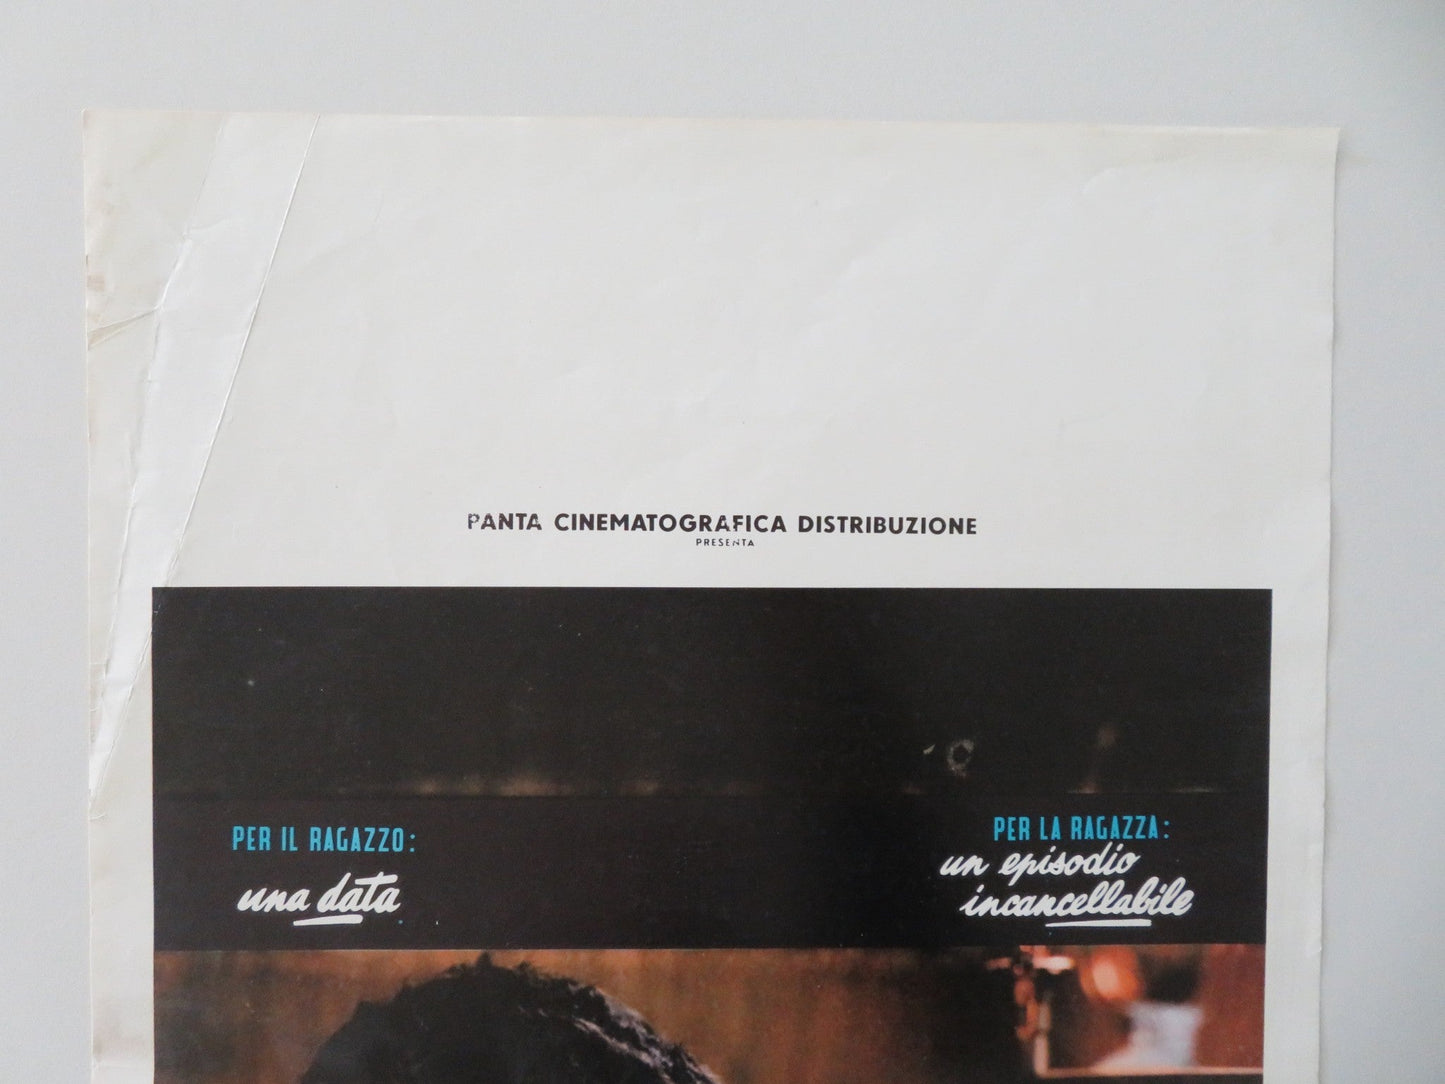 PANTA CINEMATOGRAFICA DISTRIBUZIONE
PRESENTA
PER IL RAGAZZO:
una data
PER LA RAGAZZA:
un episodio
incancellabile